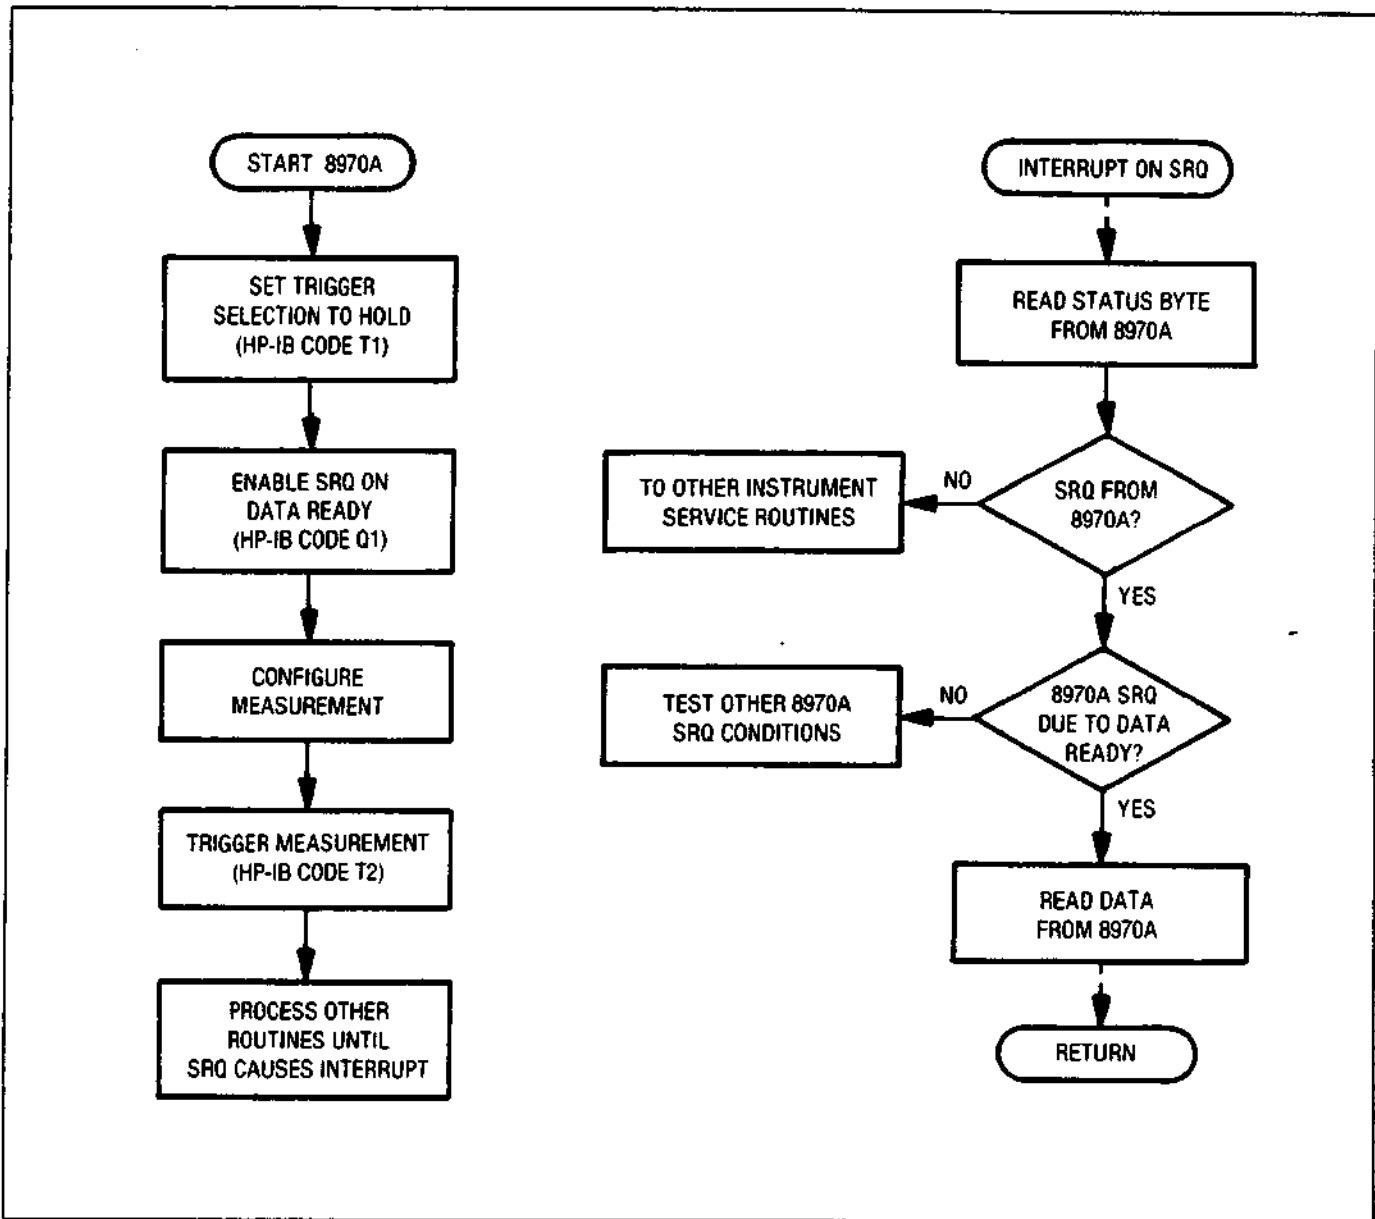 START 8970A
SET TRIGGER
SELECTION TO HOLD
(HP-IB CODE T1)
ENABLE SRQ ON
DATA READY
(HP-IB CODE Q1)
CONFIGURE
MEASUREMENT
TRIGGER MEASUREMENT
(HP-IB CODE T2)
PROCESS OTHER
ROUTINES UNTIL
SRQ CAUSES INTERRUPT
INTERRUPT ON SRQ
READ STATUS BYTE
FROM 8970A
SRQ FROM
8970A?
NO
TO OTHER INSTRUMENT
SERVICE ROUTINES
YES
8970A SRQ
DUE TO DATA
READY?
NO
TEST OTHER 8970A
SRQ CONDITIONS
YES
READ DATA
FROM 8970A
RETURN